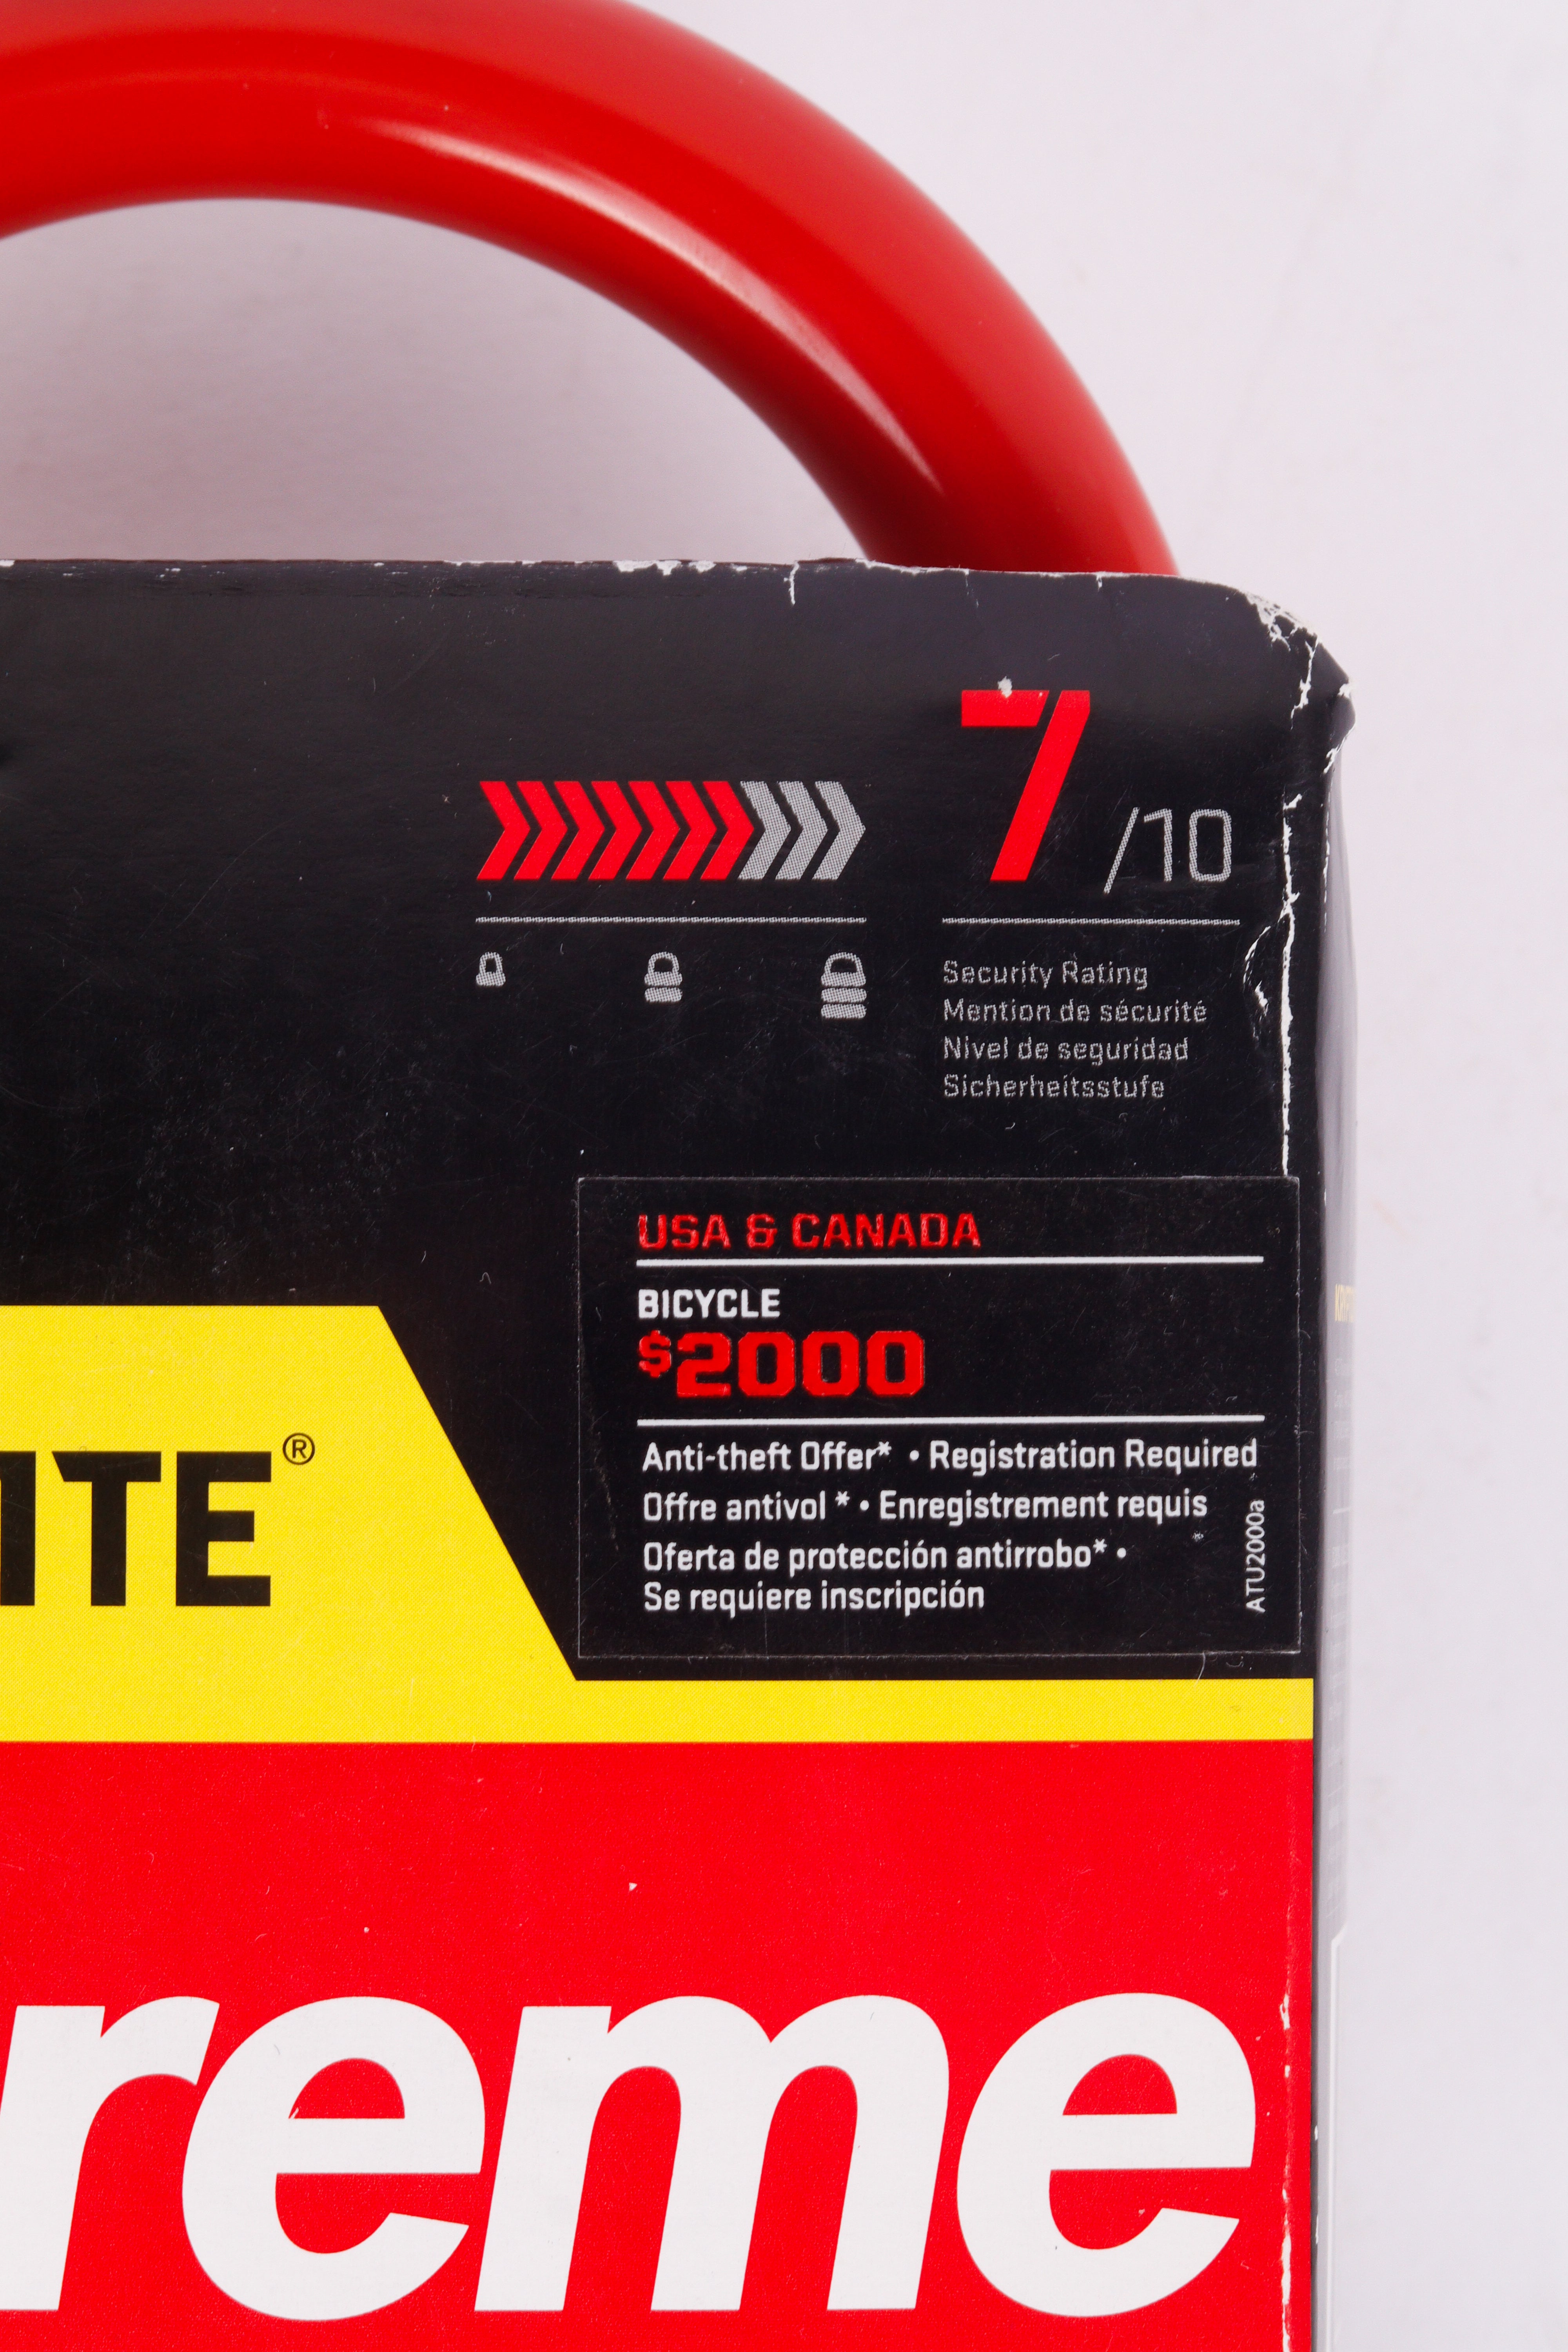 7/10
Security Rating
Mention de sécurité
Nivel de seguridad
Sicherheitsstufe
USA & CANADA
BICYCLE
$2000
Anti-theft Offer* • Registration Required
Offre antivol * • Enregistrement requis
Oferta de protección antirrobo* •
Se requiere inscripción
ATU2000a
ITE®
reme